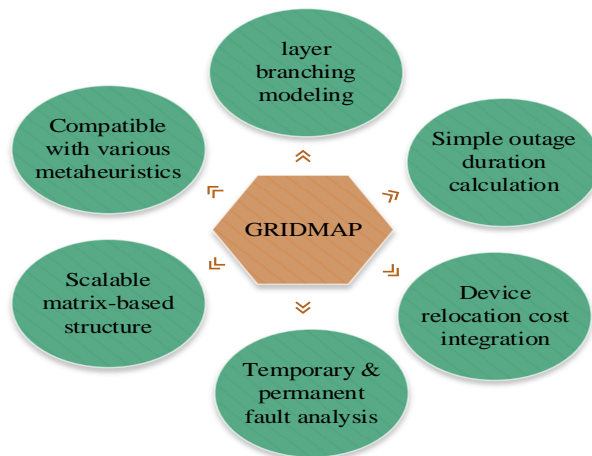 layer
branching
modeling
Compatible
with various
metaheuristics
Simple outage
duration
calculation
GRIDMAP
Scalable
matrix-based
structure
Device
relocation cost
integration
Temporary &
permanent
fault analysis